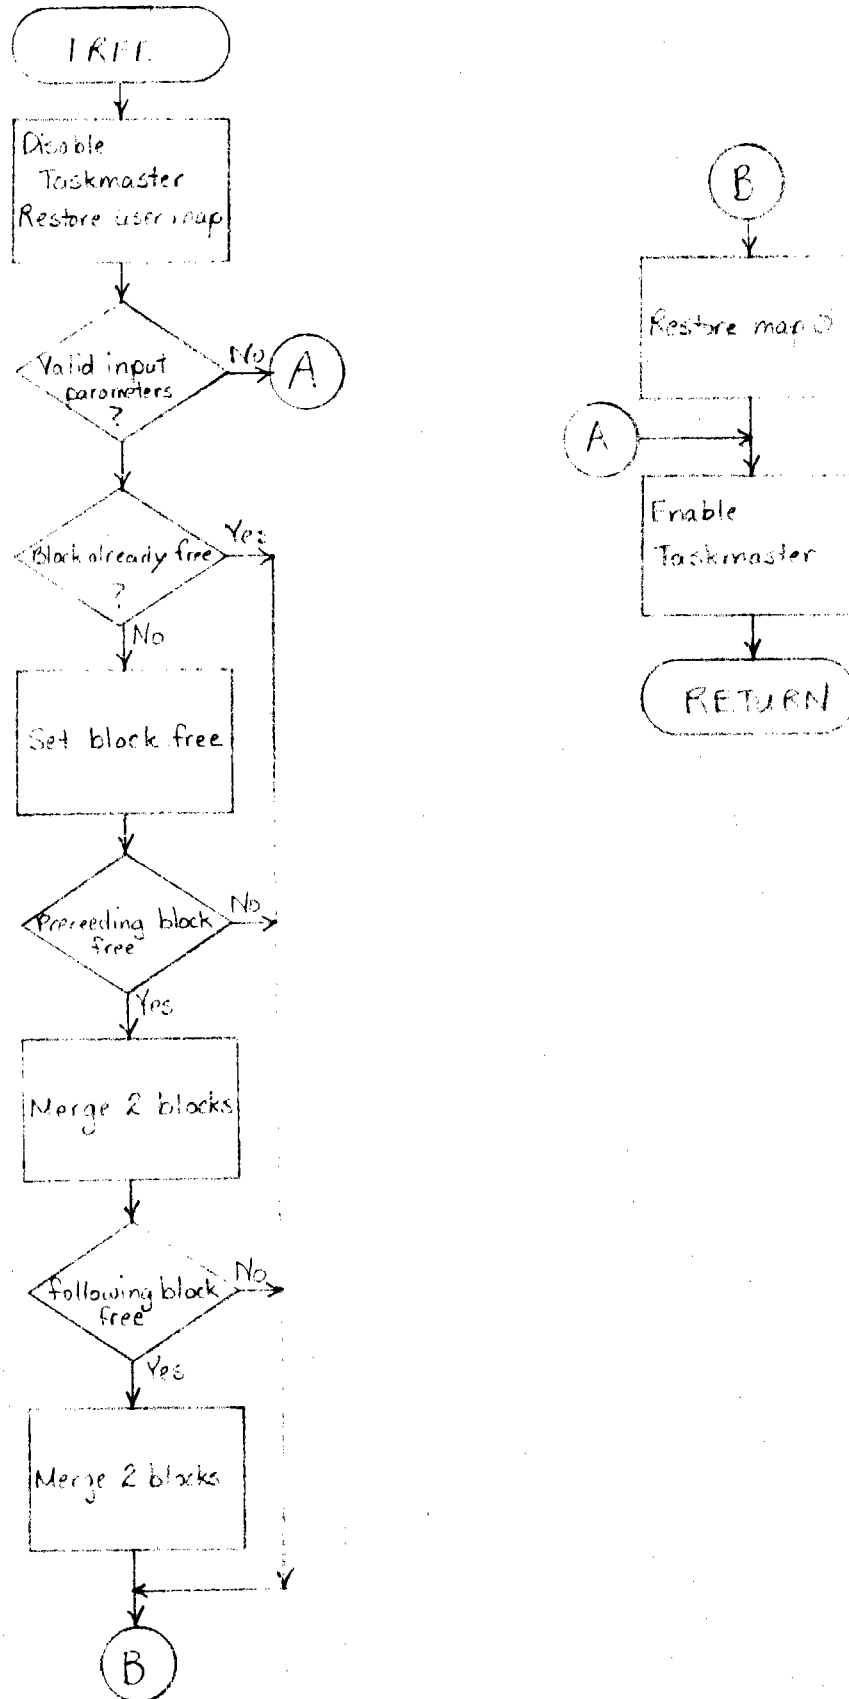 Disable
Taskmaster
Restore user map
Valid input
parameters
?
No
A
Block already free
?
Yes
No
Set block free
Preceeding block
free
No
Yes
Merge 2 blocks
following block
free
No
Yes
Merge 2 blocks
B
B
Restore map 0
A
Enable
Taskmaster
RETURN